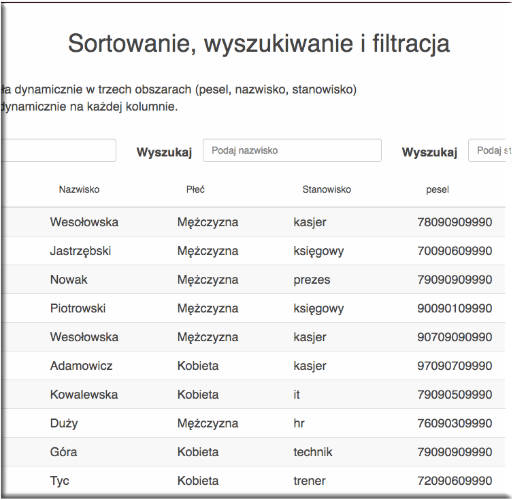 Sortowanie, wyszukiwanie i filtracja
ła dynamicznie w trzech obszarach (pesel, nazwisko, stanowisko)
dynamicznie na każdej kolumnie.
Wyszukaj Podaj nazwisko Wyszukaj Podaj st
Nazwisko Płeć Stanowisko pesel
Wesołowska Mężczyzna kasjer 78090909990
Jastrzębski Mężczyzna księgowy 70090609990
Nowak Mężczyzna prezes 79090909990
Piotrowski Mężczyzna księgowy 90090109990
Wesołowska Mężczyzna kasjer 90709090990
Adamowicz Kobieta kasjer 97090709990
Kowalewska Kobieta it 79090509990
Duży Mężczyzna hr 76090309990
Góra Kobieta technik 79090909990
Tyc Kobieta trener 72090609990